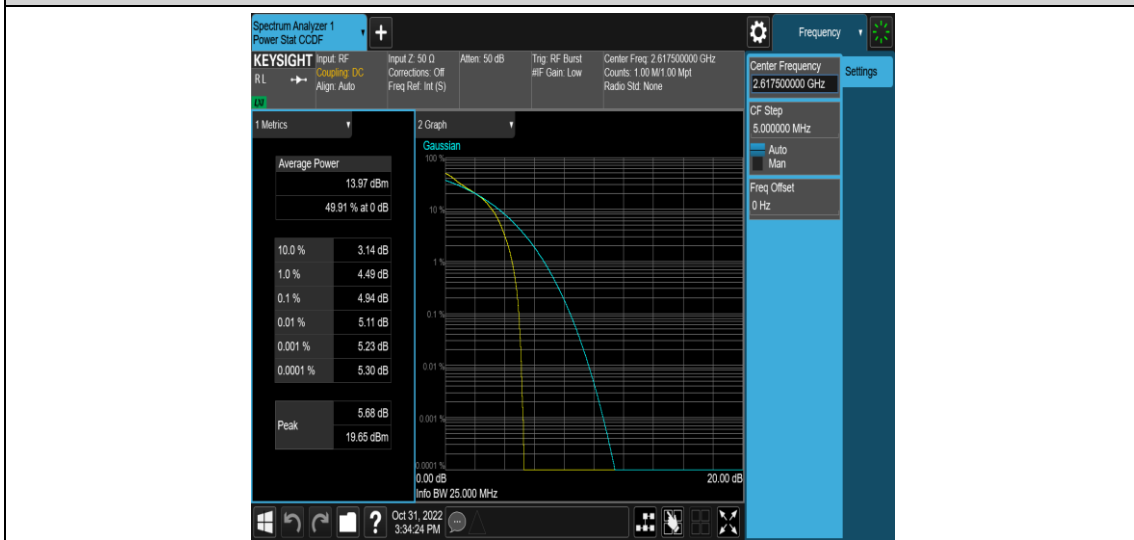 Spectrum Analyzer 1
Power Stat CCDF
+
Frequency
KEYSIGHT
RL
LXI
Input: RF
Coupling: DC
Align: Auto
Input Z: 50 Ω
Corrections: Off
Freq Ref: Int (S)
Atten: 50 dB
Trig: RF Burst
#IF Gain: Low
Center Freq: 2.617500000 GHz
Counts: 1.00 M/1.00 Mpt
Radio Std: None
Center Frequency
2.617500000 GHz
Settings
CF Step
5.000000 MHz
Auto
Man
Freq Offset
0 Hz
1 Metrics
Average Power
13.97 dBm
49.91 % at 0 dB
10.0 % 3.14 dB
1.0 % 4.49 dB
0.1 % 4.94 dB
0.01 % 5.11 dB
0.001 % 5.23 dB
0.0001 % 5.30 dB
Peak
5.68 dB
19.65 dBm
2 Graph
Gaussian
100 %
10 %
1 %
0.1 %
0.01 %
0.001 %
0.0001 %
0.00 dB 20.00 dB
Info BW 25.000 MHz
?
Oct 31, 2022
3:34:24 PM